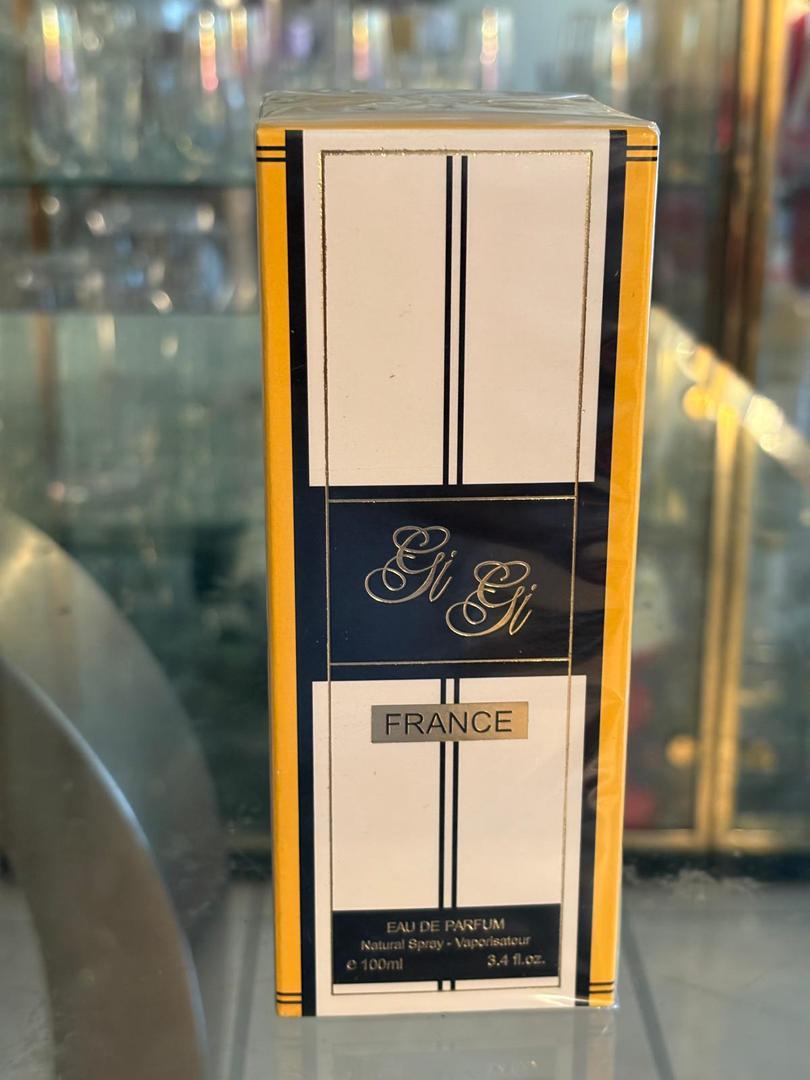 Gi Gi
FRANCE
EAU DE PARFUM
Natural Spray - Vaporisateur
e 100ml 3.4 fl.oz.